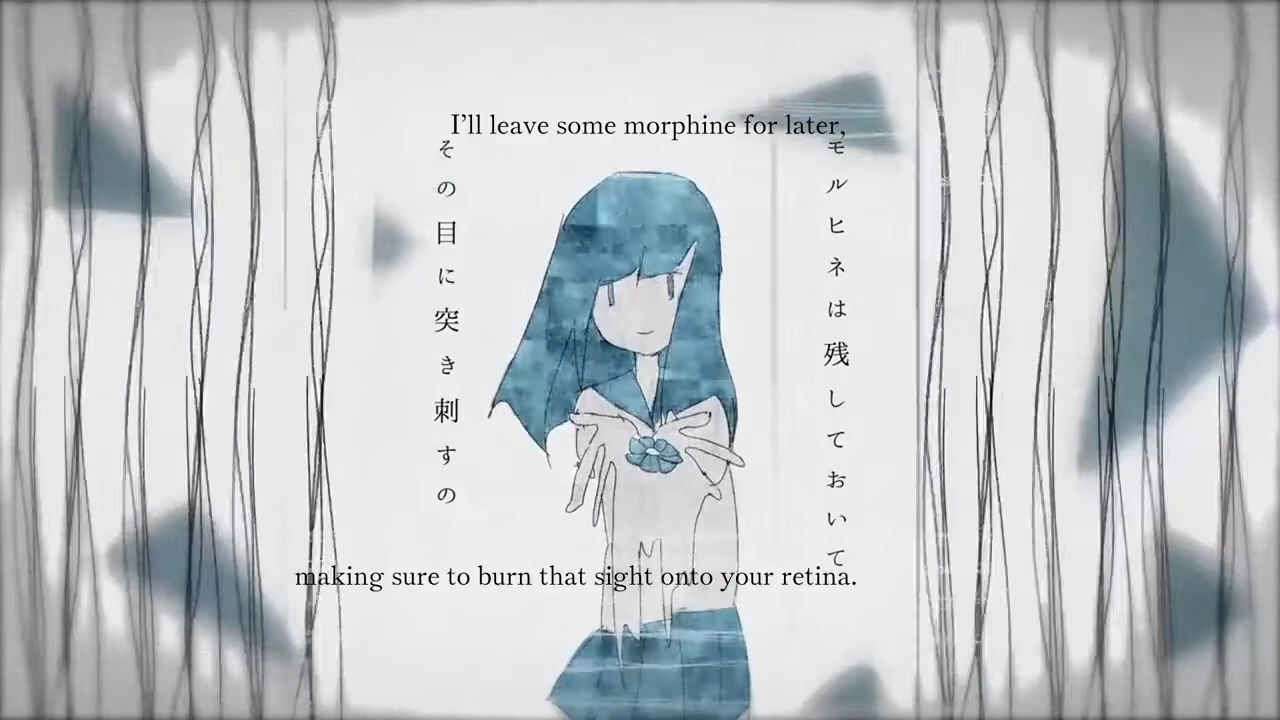 I’ll leave some morphine for later,
モルヒネは残しておいて
その目に突き刺すの
making sure to burn that sight onto your retina.